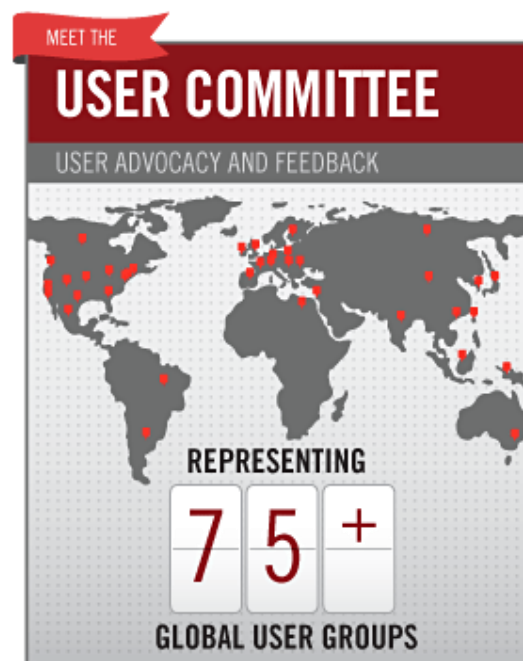 MEET THE
USER COMMITTEE
USER ADVOCACY AND FEEDBACK
REPRESENTING
75+
GLOBAL USER GROUPS